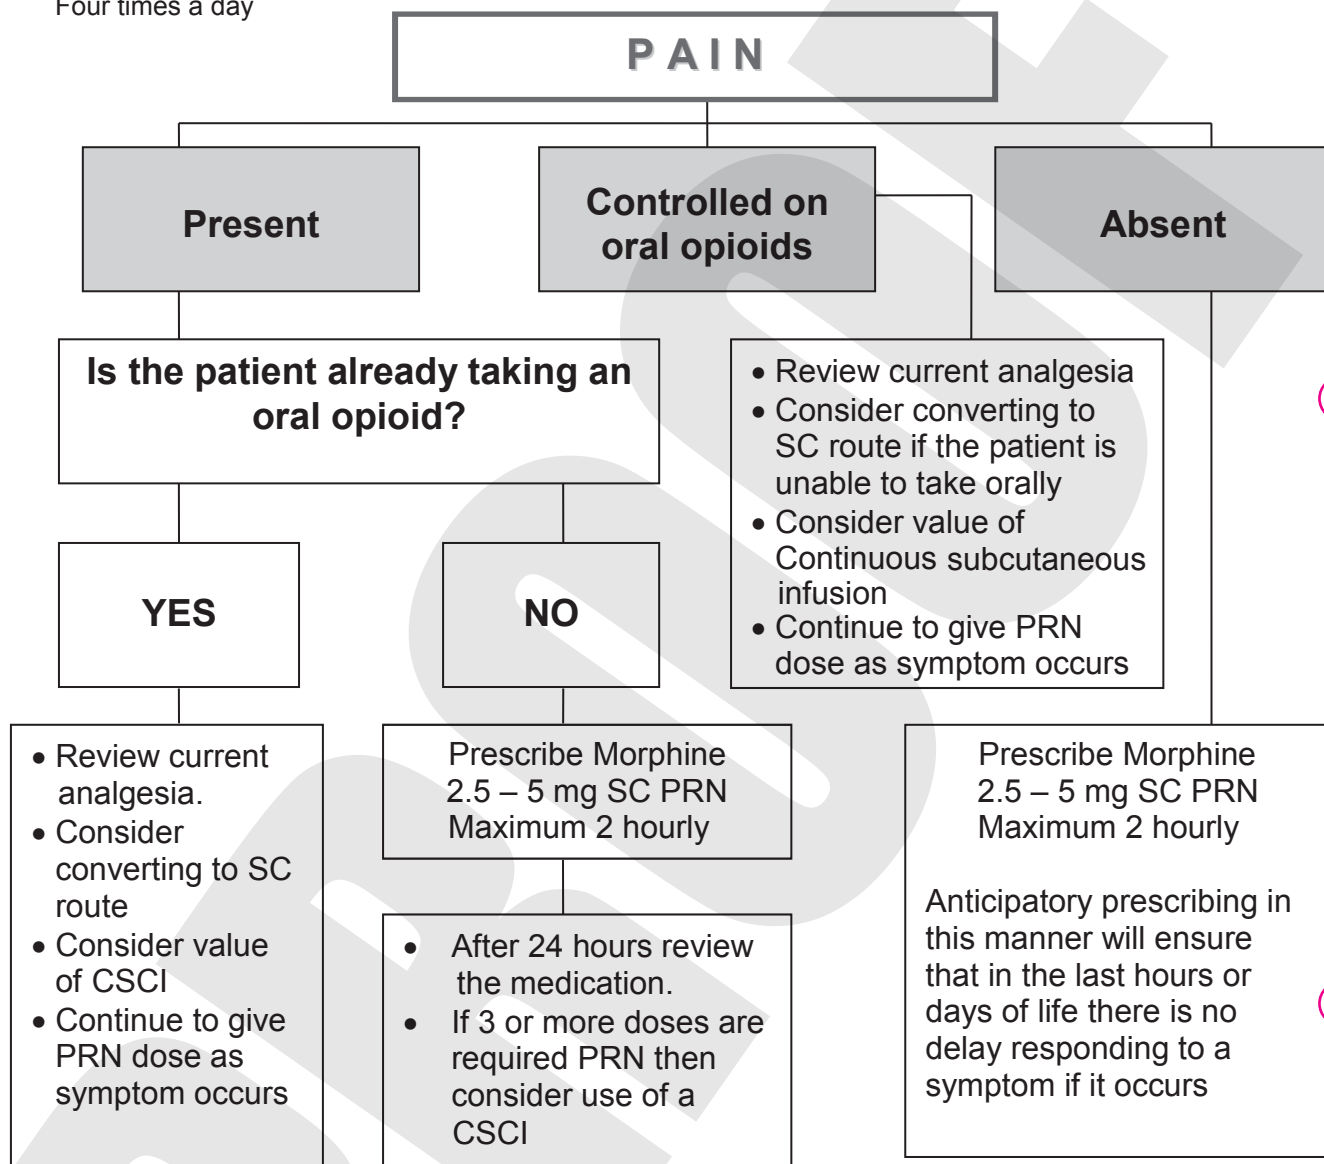 Four times a day
PAIN
Present
Controlled on
oral opioids
Absent
Is the patient already taking an
oral opioid?
• Review current analgesia
• Consider converting to
SC route if the patient is
unable to take orally
• Consider value of
Continuous subcutaneous
infusion
• Continue to give PRN
dose as symptom occurs
YES
NO
• Review current
analgesia.
• Consider
converting to SC
route
• Consider value
of CSCI
• Continue to give
PRN dose as
symptom occurs
Prescribe Morphine
2.5 – 5 mg SC PRN
Maximum 2 hourly
• After 24 hours review
the medication.
• If 3 or more doses are
required PRN then
consider use of a
CSCI
Prescribe Morphine
2.5 – 5 mg SC PRN
Maximum 2 hourly
Anticipatory prescribing in
this manner will ensure
that in the last hours or
days of life there is no
delay responding to a
symptom if it occurs
PROOF